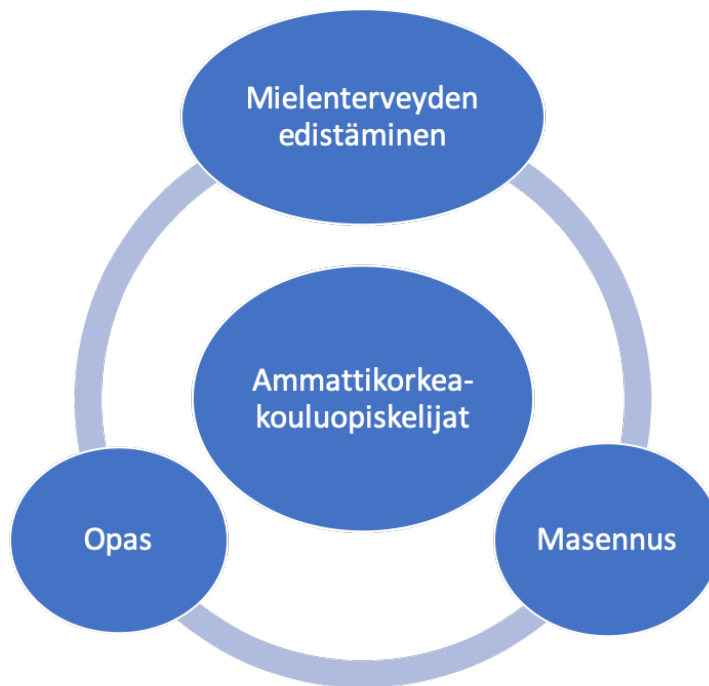 Mielenterveyden
edistäminen
Ammattikorkea-
kouluopiskelijat
Opas
Masennus